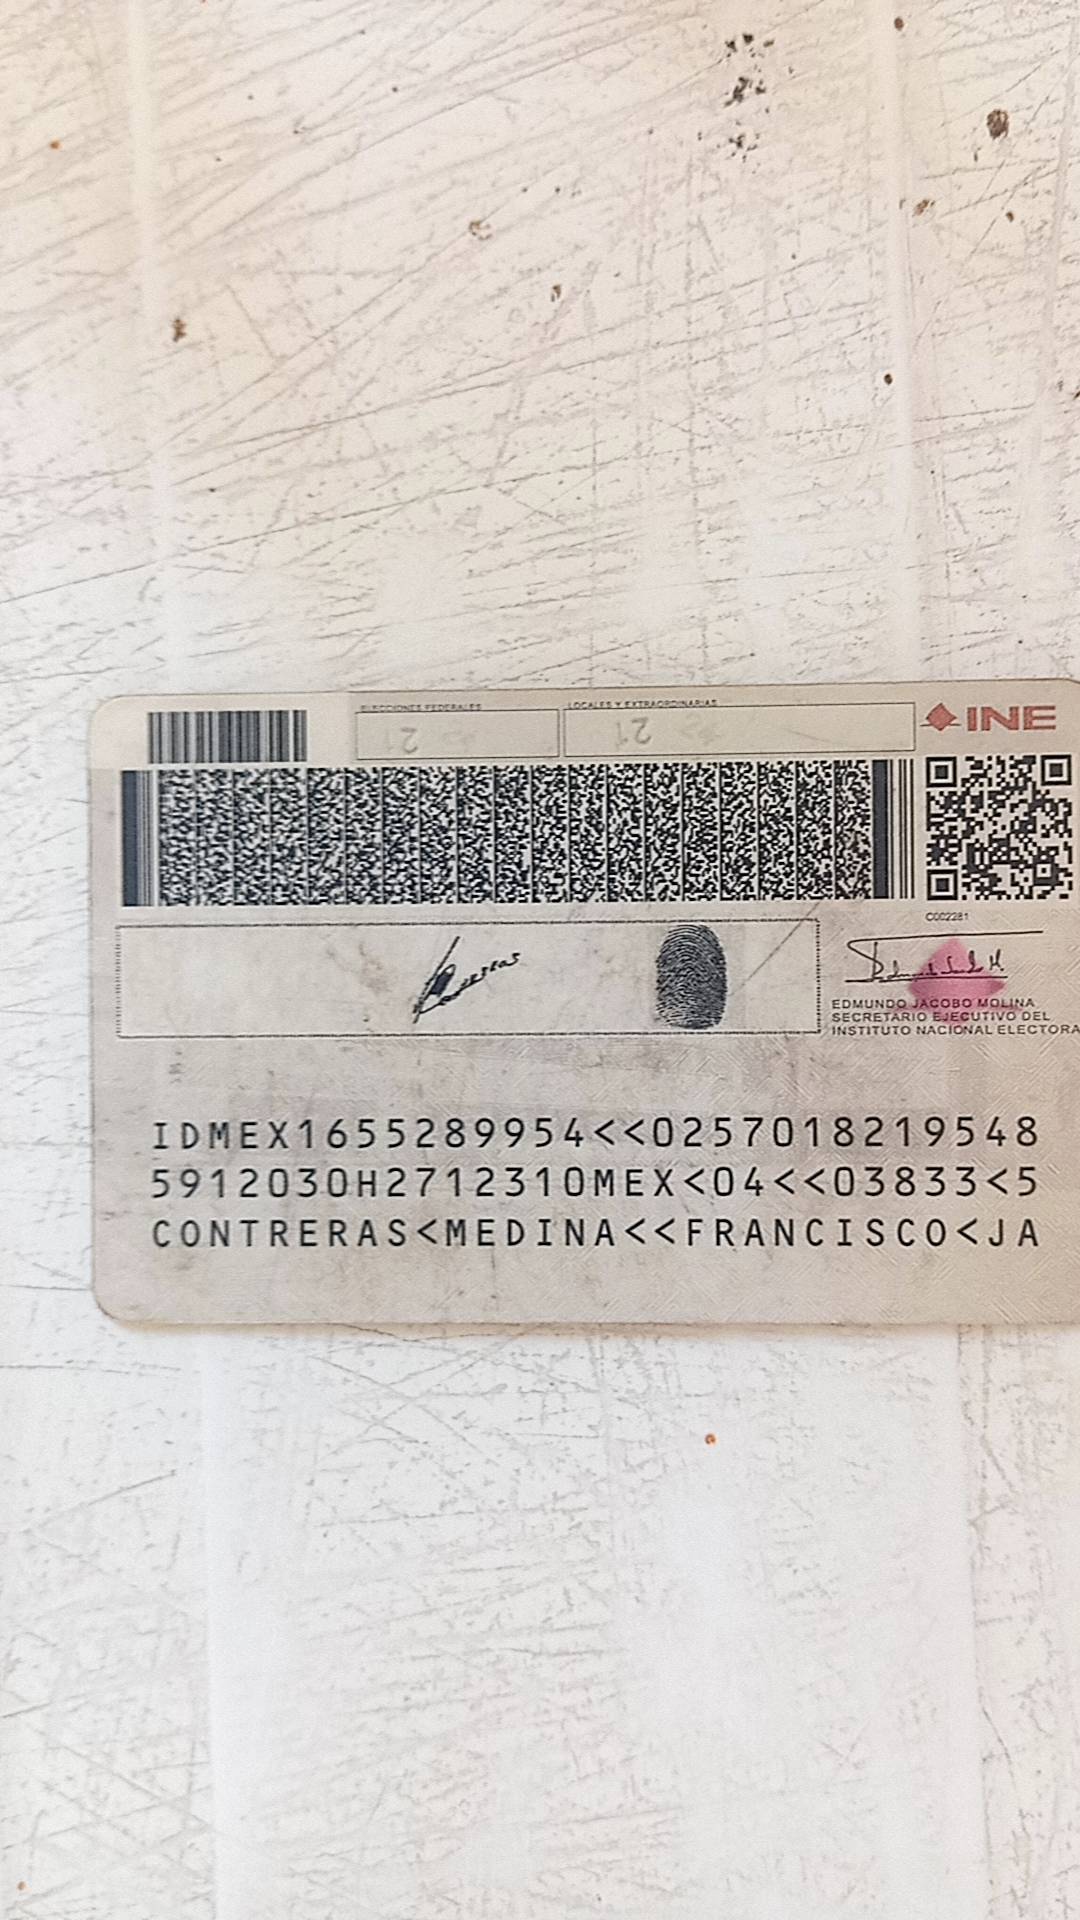 ELECCIONES FEDERALES
LOCALES Y EXTRAORDINARIAS
21
21
INE
C002281
EDMUNDO JACOBO MOLINA
SECRETARIO EJECUTIVO DEL
INSTITUTO NACIONAL ELECTORA
IDMEX1655289954<<0257018219548
5912030H2712310MEX<04<<03833<5
CONTRERAS<MEDINA<<FRANCISCO<JA